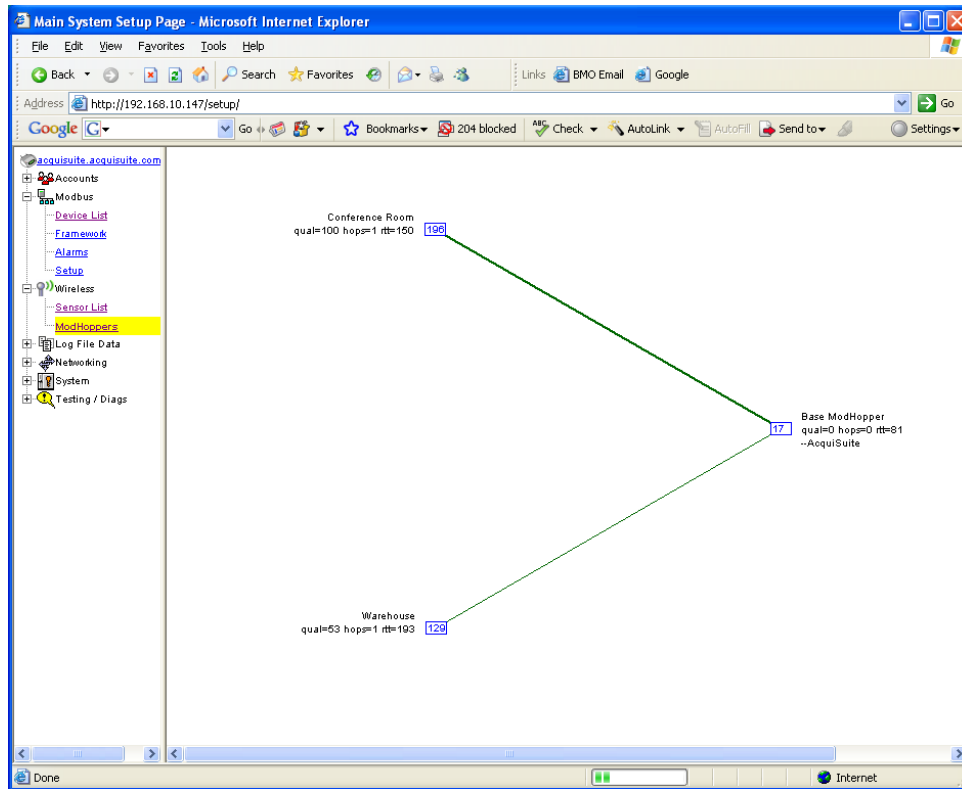 Main System Setup Page - Microsoft Internet Explorer
File Edit View Favorites Tools Help
Back Search Favorites Links BMO Email Google
Address http://192.168.10.147/setup/ Go
Google G Go Bookmarks 204 blocked ABC Check AutoLink AutoFill Send to Settings
acquisuite.acquisuite.com
Accounts
Modbus
Device List
Framework
Alarms
Setup
Wireless
Sensor List
ModHoppers
Log File Data
Networking
System
Testing / Diags
Conference Room
qual=100 hops=1 rtt=150 196
Base ModHopper
17 qual=0 hops=0 rtt=81
--AcquiSuite
Warehouse
qual=53 hops=1 rtt=193 129
Done Internet